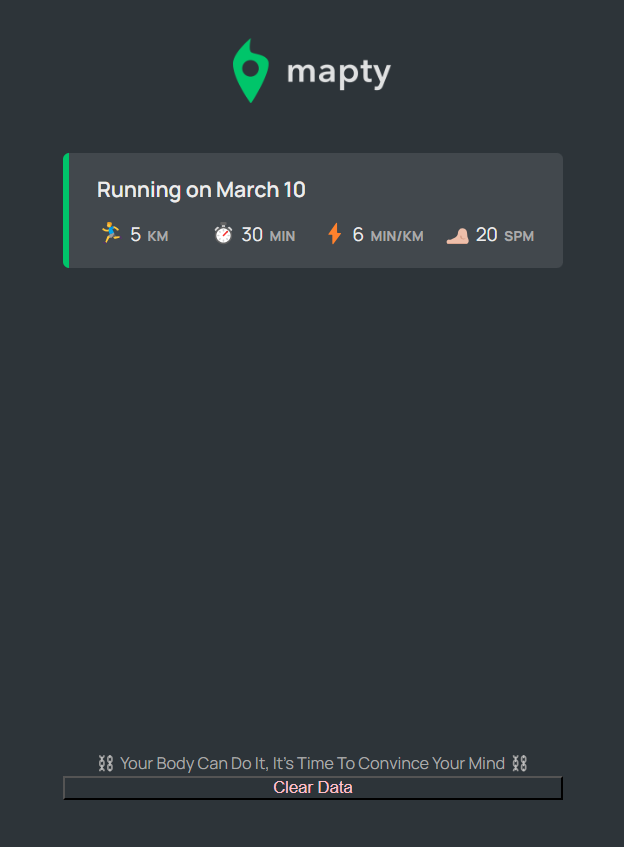 mapty
Running on March 10
🏃‍♂️ 5 KM ⏱ 30 MIN ⚡️ 6 MIN/KM 🦶🏼 20 SPM
⛓ Your Body Can Do It, It's Time To Convince Your Mind ⛓
Clear Data